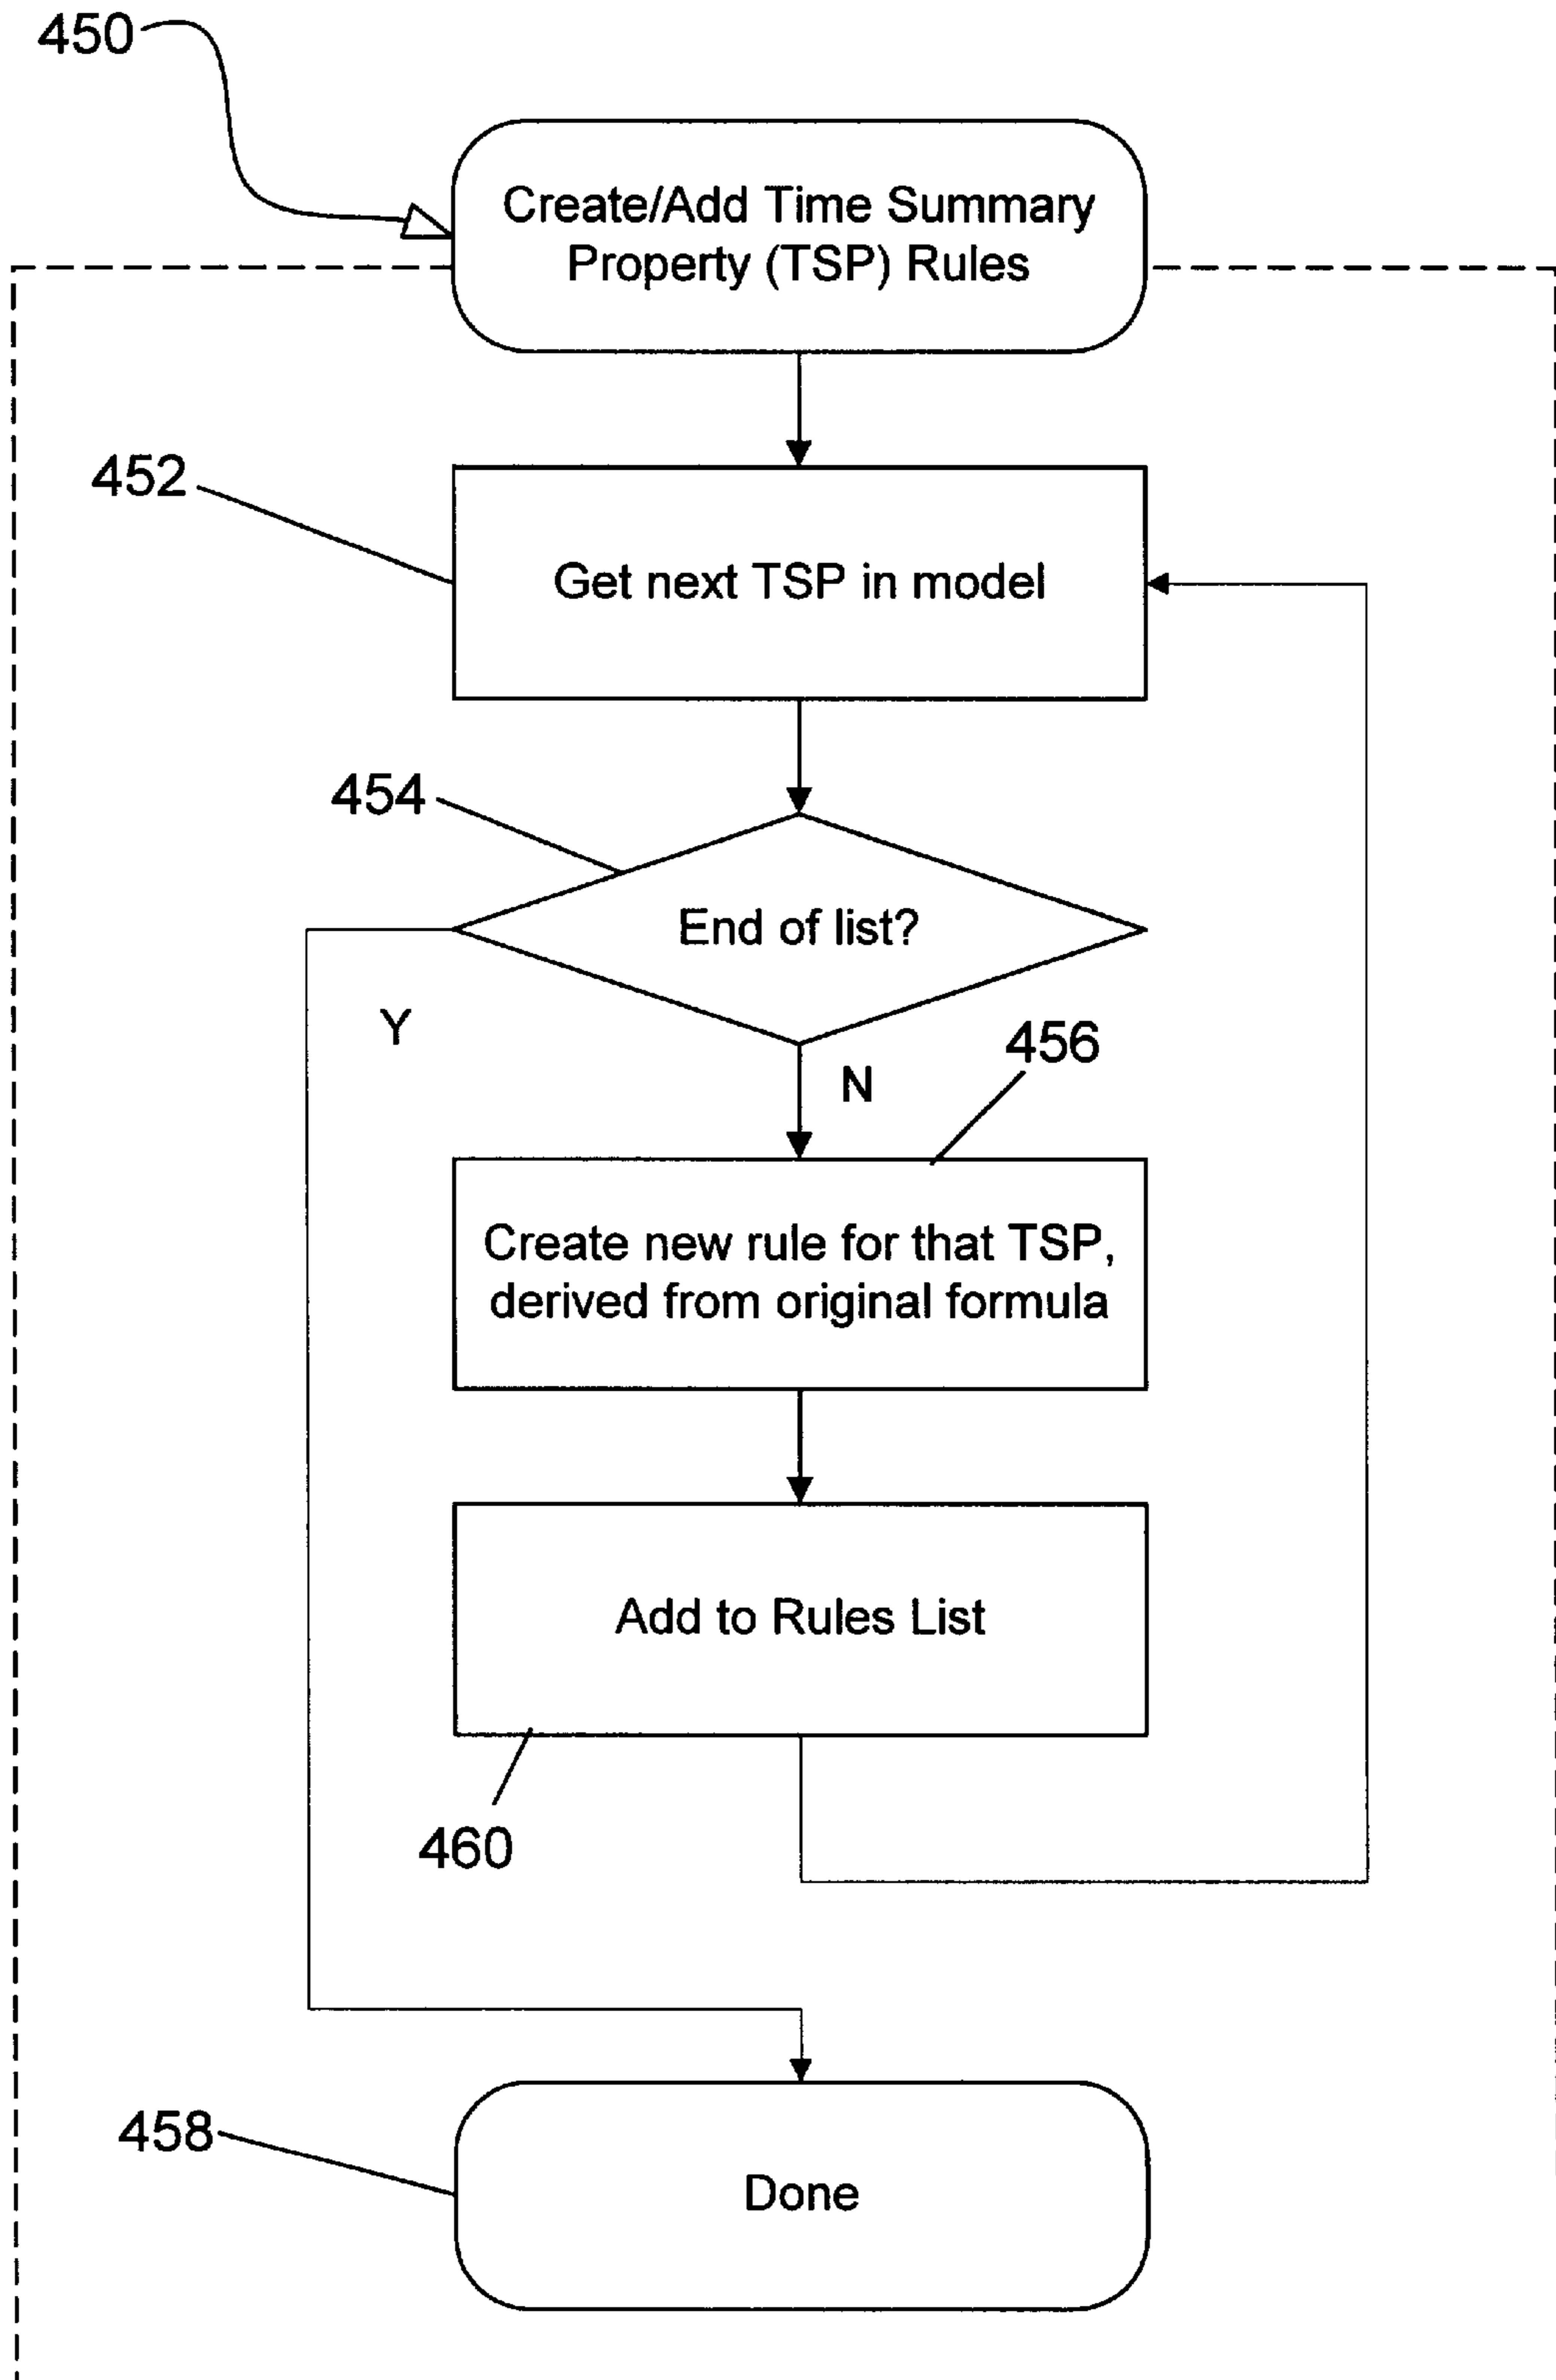 450
Create/Add Time Summary
Property (TSP) Rules
452
Get next TSP in model
454
End of list?
Y
N
456
Create new rule for that TSP,
derived from original formula
Add to Rules List
460
458
Done